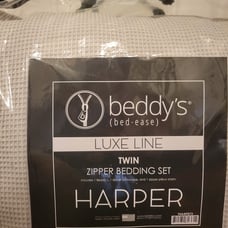 beddy's®
(bed-ease)
LUXE LINE
TWIN
ZIPPER BEDDING SET
HARPER